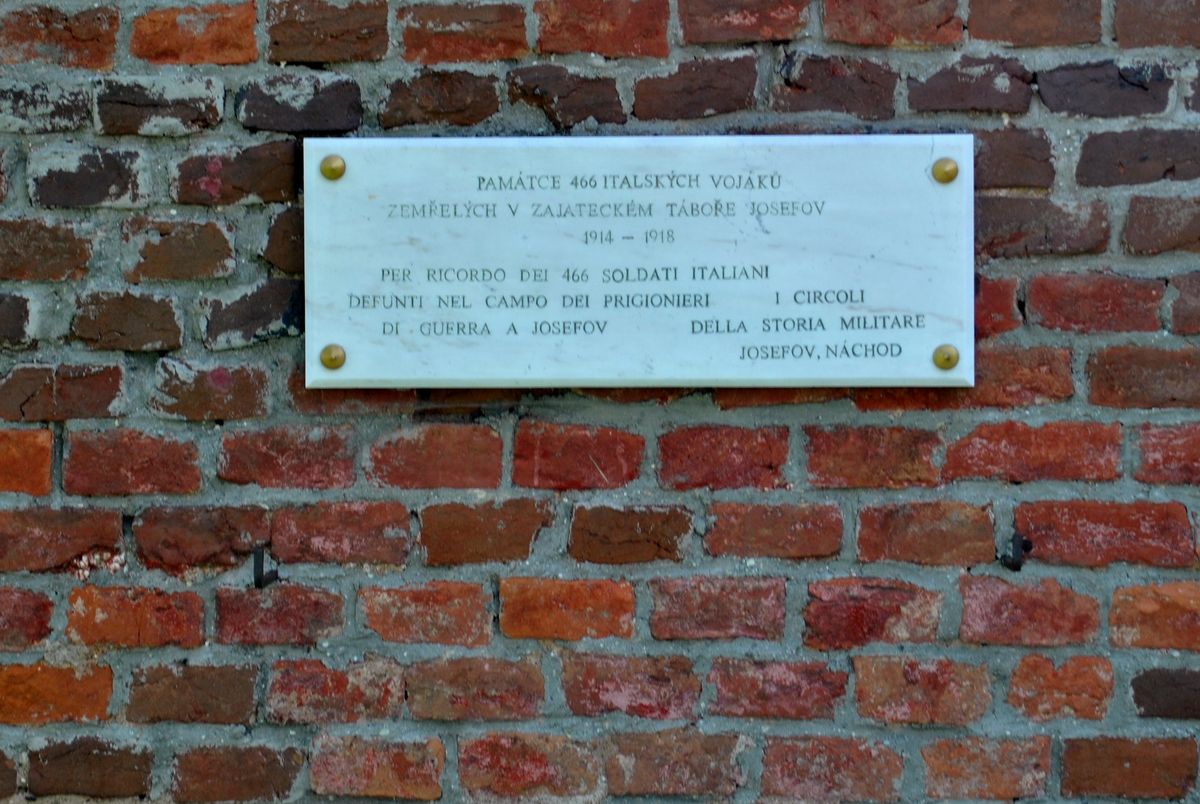 PAMÁTCE 466 ITALSKÝCH VOJÁKŮ
ZEMŘELÝCH V ZAJATECKÉM TÁBOŘE JOSEFOV
1914 – 1918
PER RICORDO DEI 466 SOLDATI ITALIANI
DEFUNTI NEL CAMPO DEI PRIGIONIERI
DI GUERRA A JOSEFOV
I CIRCOLI
DELLA STORIA MILITARE
JOSEFOV, NÁCHOD